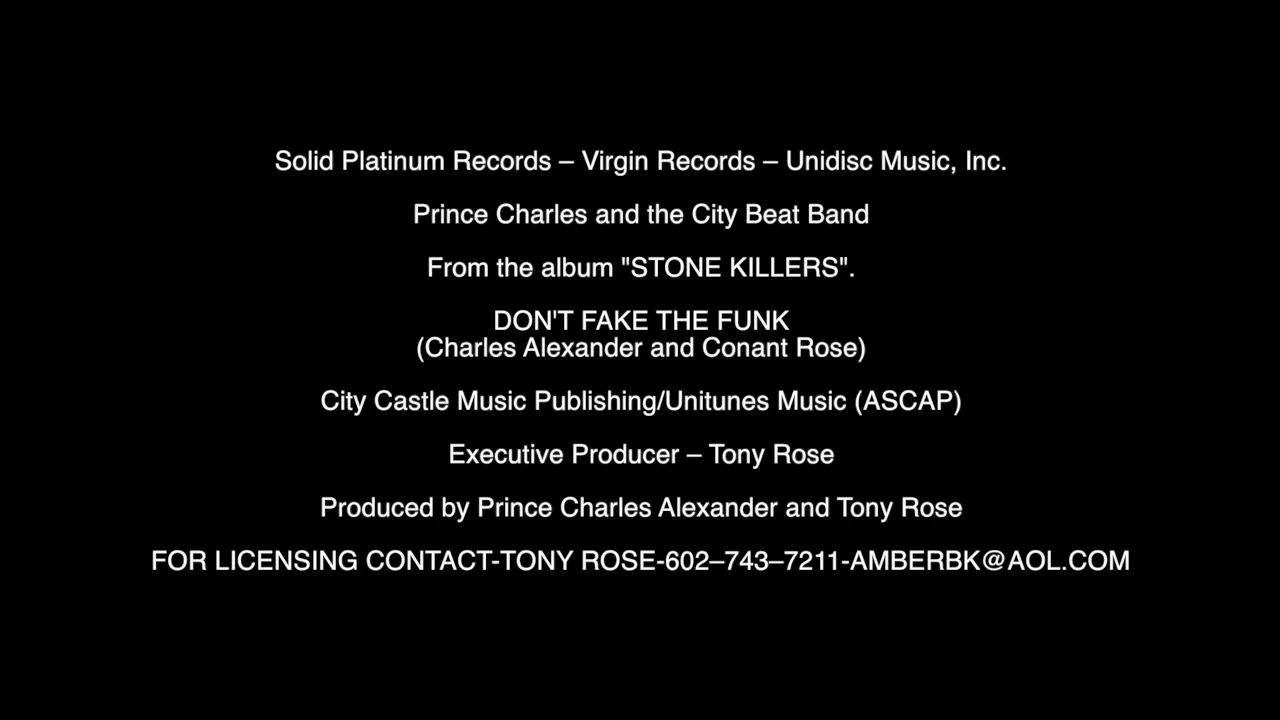 Solid Platinum Records – Virgin Records – Unidisc Music, Inc.
Prince Charles and the City Beat Band
From the album "STONE KILLERS".
DON'T FAKE THE FUNK
(Charles Alexander and Conant Rose)
City Castle Music Publishing/Unitunes Music (ASCAP)
Executive Producer – Tony Rose
Produced by Prince Charles Alexander and Tony Rose
FOR LICENSING CONTACT-TONY ROSE-602–743–7211-AMBERBK@AOL.COM